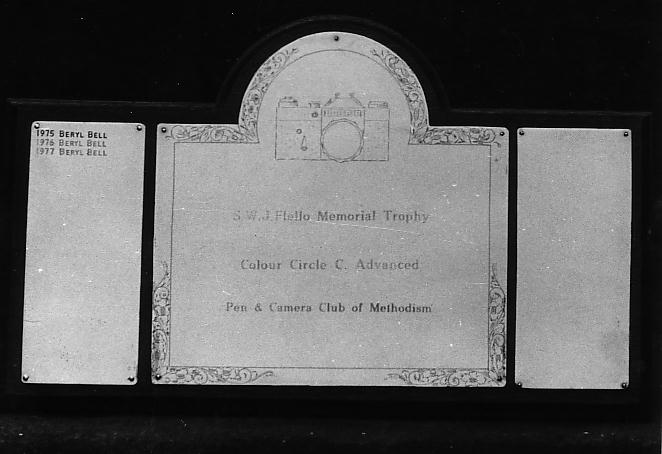 1975 BERYL BELL
1976 BERYL BELL
1977 BERYL BELL
S.W.J. Flello Memorial Trophy
Colour Circle C. Advanced
Pen & Camera Club of Methodism